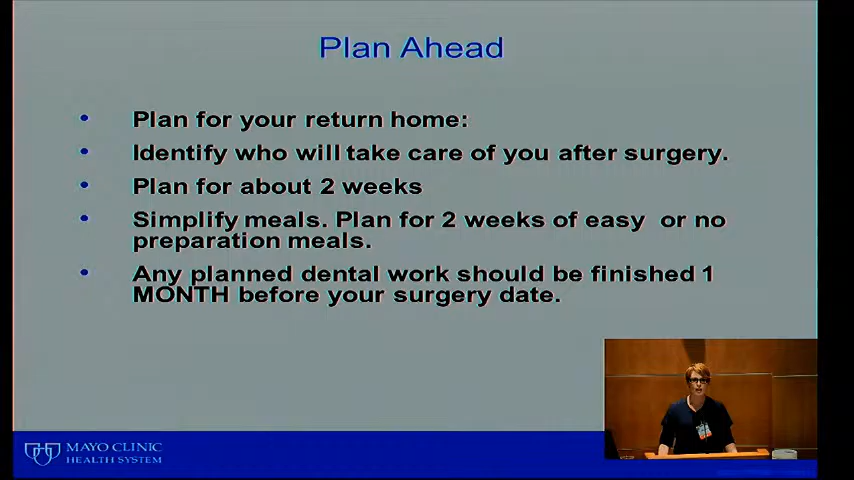 Plan Ahead
• Plan for your return home:
• Identify who will take care of you after surgery.
• Plan for about 2 weeks
• Simplify meals. Plan for 2 weeks of easy or no
preparation meals.
• Any planned dental work should be finished 1
MONTH before your surgery date.
MAYO CLINIC
HEALTH SYSTEM